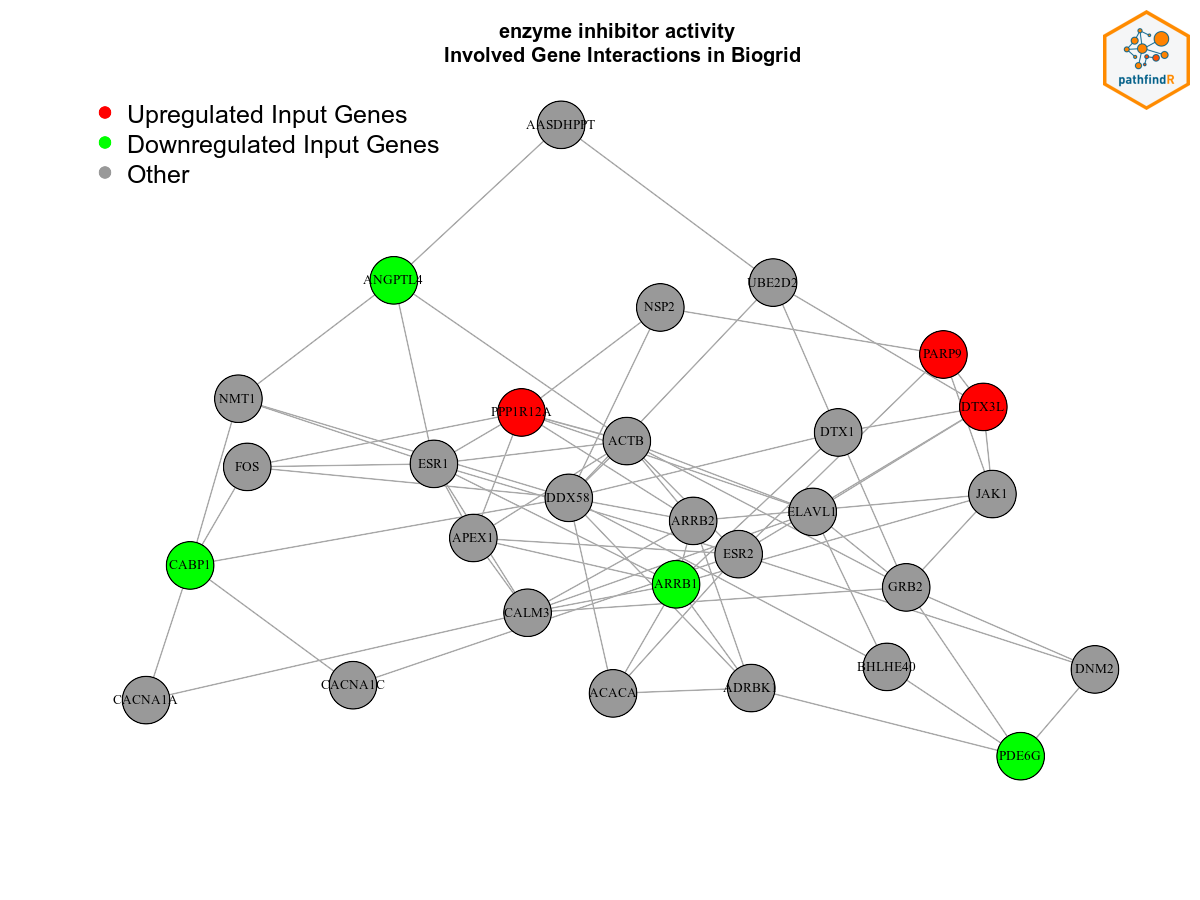 enzyme inhibitor activity
Involved Gene Interactions in Biogrid
pathfindR
Upregulated Input Genes
Downregulated Input Genes
Other
AASDHPPT
ANGPTL4
UBE2D2
NSP2
PARP9
NMT1
PPP1R12A
DTX3L
ACTB
DTX1
FOS
ESR1
DDX58
JAK1
ARRB2
ELAVL1
APEX1
ESR2
CABP1
ARRB1
GRB2
CALM3
BHLHE40
DNM2
CACNA1A
CACNA1C
ACACA
ADRBK1
PDE6G